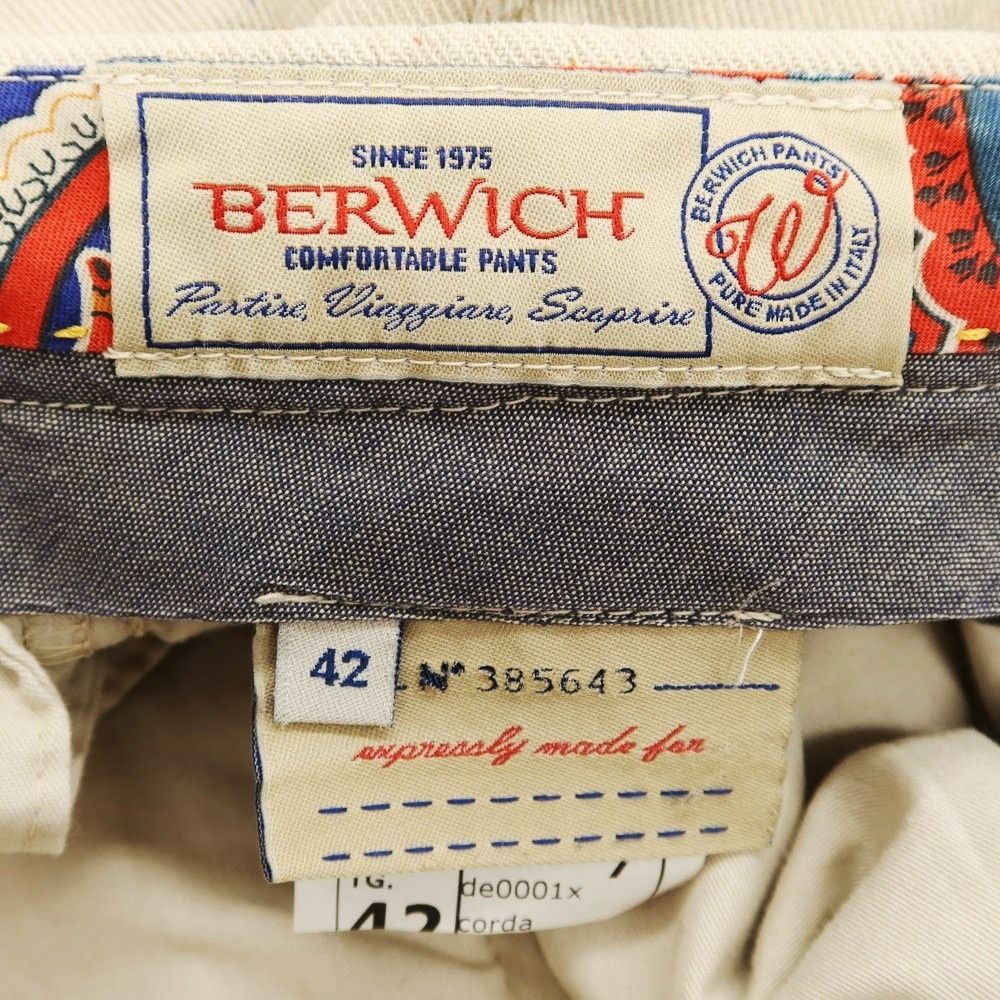 SINCE 1975
BERWICH
COMFORTABLE PANTS
Partire, Viaggiare, Scoprire
BERWICH PANTS
W
PURE MADE IN ITALY
42
N° 385643
expressly made for
TG.
42
de0001x
corda